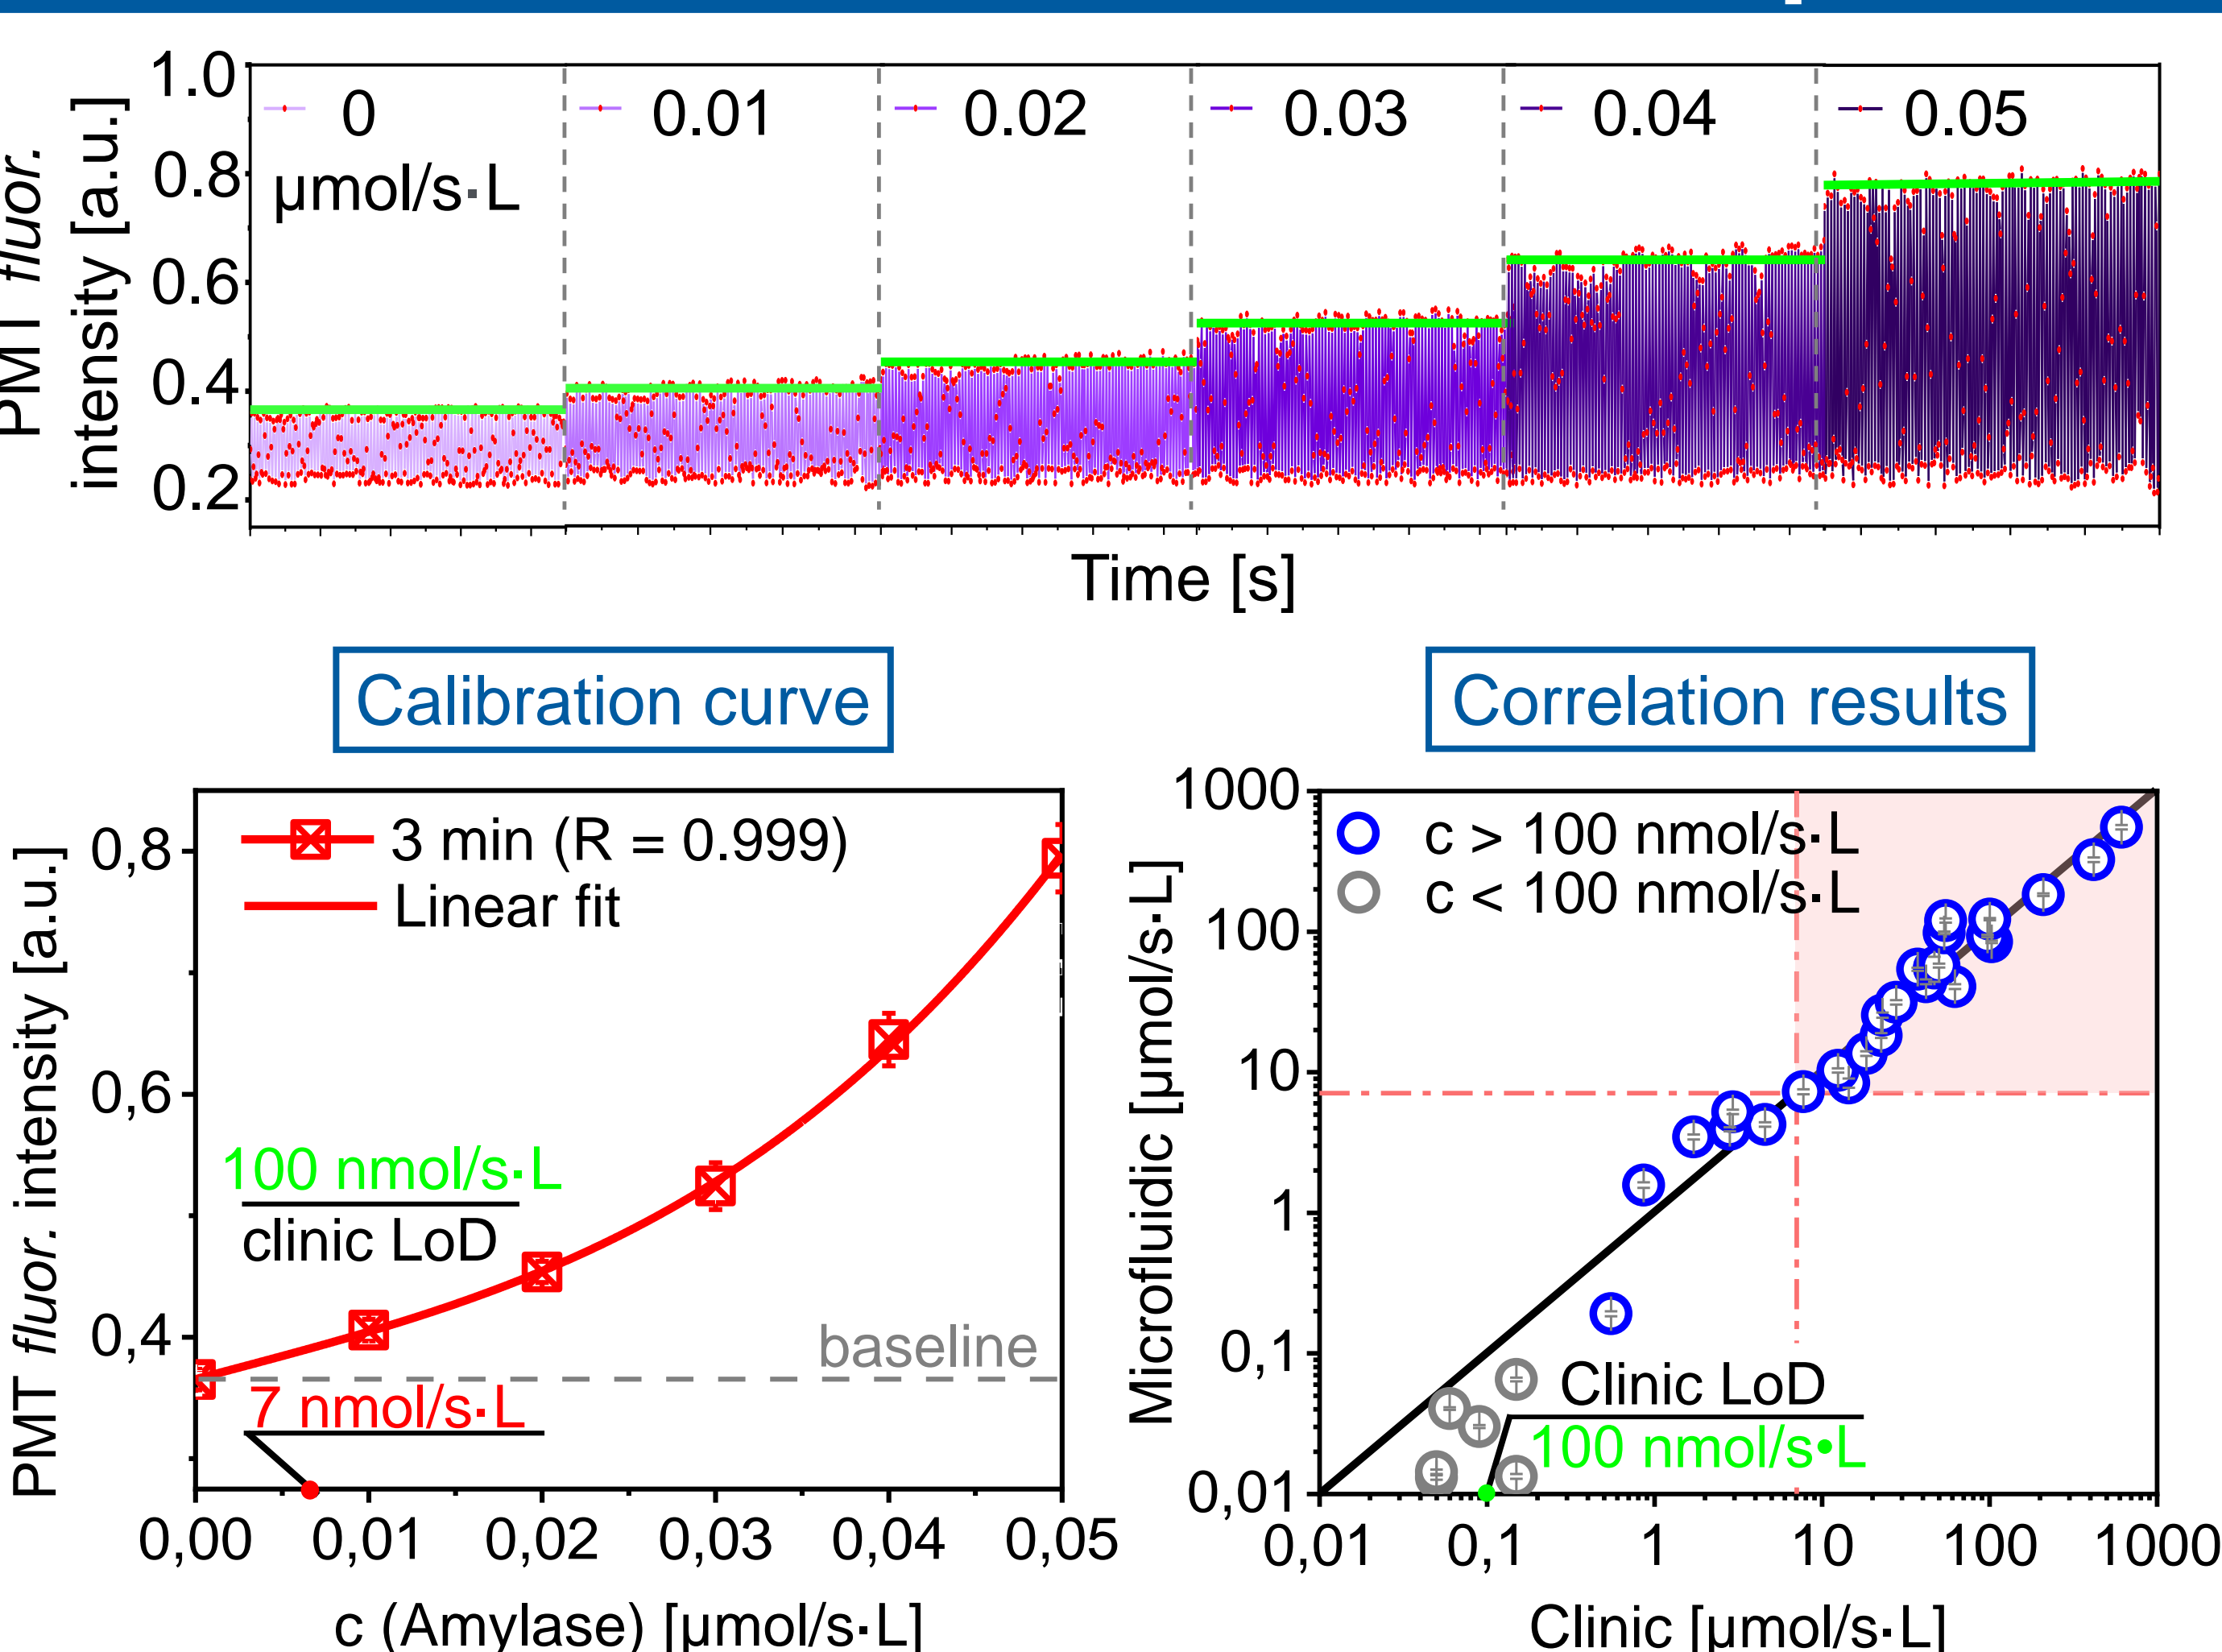 1.0
0.8
0.6
0.4
0.2
PMT fluor.
intensity [a.u.]
0
0.01
0.02
0.03
0.04
0.05
µmol/s·L
Time [s]
Calibration curve
Correlation results
0,8
0,6
0,4
PMT fluor. intensity [a.u.]
3 min (R = 0.999)
Linear fit
100 nmol/s·L
clinic LoD
baseline
7 nmol/s·L
0,00
0,01
0,02
0,03
0,04
0,05
c (Amylase) [µmol/s·L]
1000
100
10
1
0,1
0,01
Microfluidic [µmol/s·L]
c > 100 nmol/s·L
c < 100 nmol/s·L
Clinic LoD
100 nmol/s•L
0,01
0,1
1
10
100
1000
Clinic [µmol/s·L]